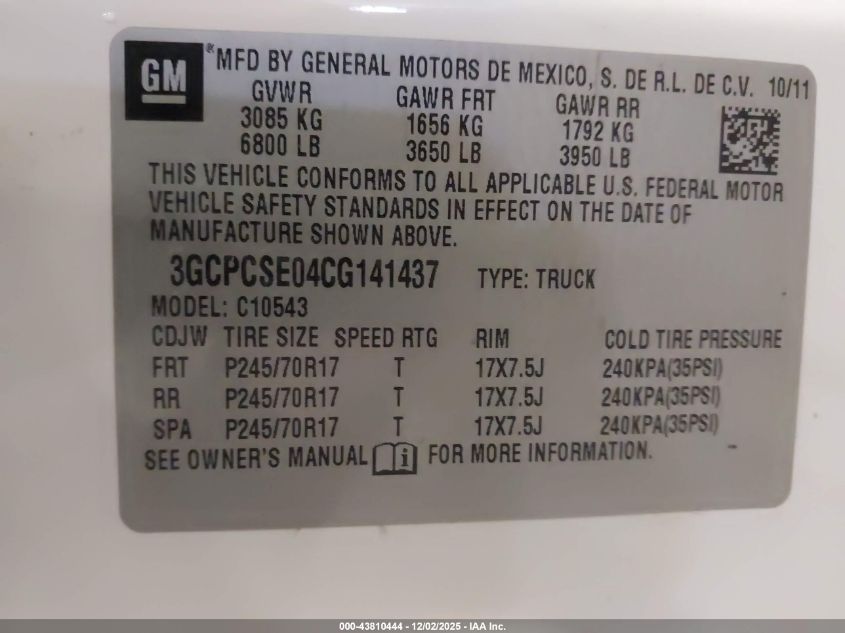 GM ® MFD BY GENERAL MOTORS DE MEXICO, S. DE R.L. DE C.V. 10/11
GVWR GAWR FRT GAWR RR
3085 KG 1656 KG 1792 KG
6800 LB 3650 LB 3950 LB
THIS VEHICLE CONFORMS TO ALL APPLICABLE U.S. FEDERAL MOTOR
VEHICLE SAFETY STANDARDS IN EFFECT ON THE DATE OF
MANUFACTURE SHOWN ABOVE.
3GCPCSE04CG141437 TYPE: TRUCK
MODEL: C10543
CDJW TIRE SIZE SPEED RTG RIM COLD TIRE PRESSURE
FRT P245/70R17 T 17X7.5J 240KPA(35PSI)
RR P245/70R17 T 17X7.5J 240KPA(35PSI)
SPA P245/70R17 T 17X7.5J 240KPA(35PSI)
SEE OWNER'S MANUAL i FOR MORE INFORMATION.
000-43810444 - 12/02/2025 - IAA Inc.